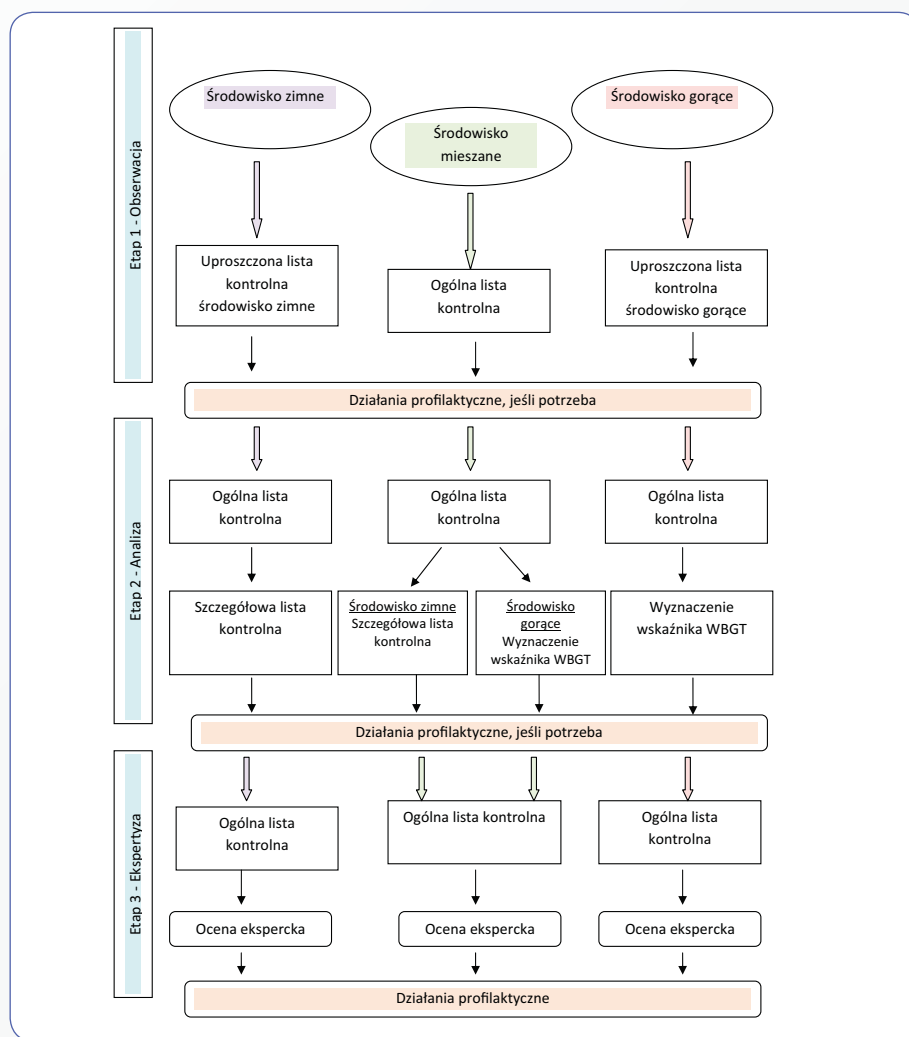 Etap 1 - Obserwacja
Środowisko zimne
Środowisko
mieszane
Środowisko gorące
Uproszczona lista
kontrolna
środowisko zimne
Ogólna lista
kontrolna
Uproszczona lista
kontrolna
środowisko gorące
Działania profilaktyczne, jeśli potrzeba
Etap 2 - Analiza
Ogólna lista
kontrolna
Ogólna lista
kontrolna
Ogólna lista
kontrolna
Szczegółowa lista
kontrolna
Środowisko zimne
Szczegółowa lista
kontrolna
Środowisko
gorące
Wyznaczenie
wskaźnika WBGT
Wyznaczenie
wskaźnika WBGT
Działania profilaktyczne, jeśli potrzeba
Etap 3 - Ekspertyza
Ogólna lista
kontrolna
Ogólna lista kontrolna
Ogólna lista
kontrolna
Ocena ekspercka
Ocena ekspercka
Ocena ekspercka
Działania profilaktyczne